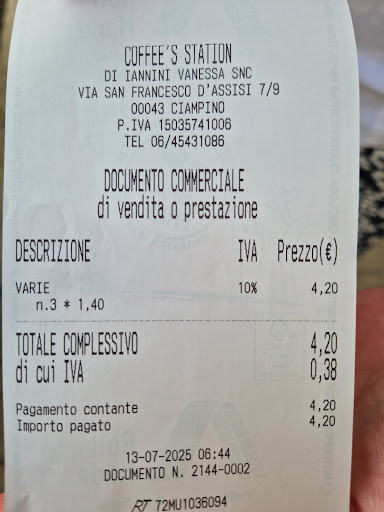 COFFEE'S STATION
DI IANNINI VANESSA SNC
VIA SAN FRANCESCO D'ASSISI 7/9
00043 CIAMPINO
P.IVA 15035741006
TEL 06/45431086
DOCUMENTO COMMERCIALE
di vendita o prestazione
DESCRIZIONE IVA Prezzo(€)
VARIE 10% 4,20
n.3 * 1,40
TOTALE COMPLESSIVO 4,20
di cui IVA 0,38
Pagamento contante 4,20
Importo pagato 4,20
13-07-2025 06:44
DOCUMENTO N. 2144-0002
RT 72MU1036094